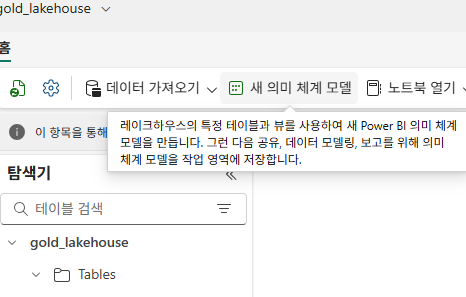 gold_lakehouse
홈
데이터 가져오기
새 의미 체계 모델
노트북 열기
이 항목을 통해
레이크하우스의 특정 테이블과 뷰를 사용하여 새 Power BI 의미 체계
모델을 만듭니다. 그런 다음 공유, 데이터 모델링, 보고를 위해 의미
체계 모델을 작업 영역에 저장합니다.
탐색기
테이블 검색
gold_lakehouse
Tables